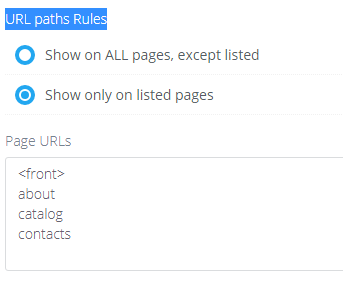 URL paths Rules
Show on ALL pages, except listed
Show only on listed pages
Page URLs
<front>
about
catalog
contacts